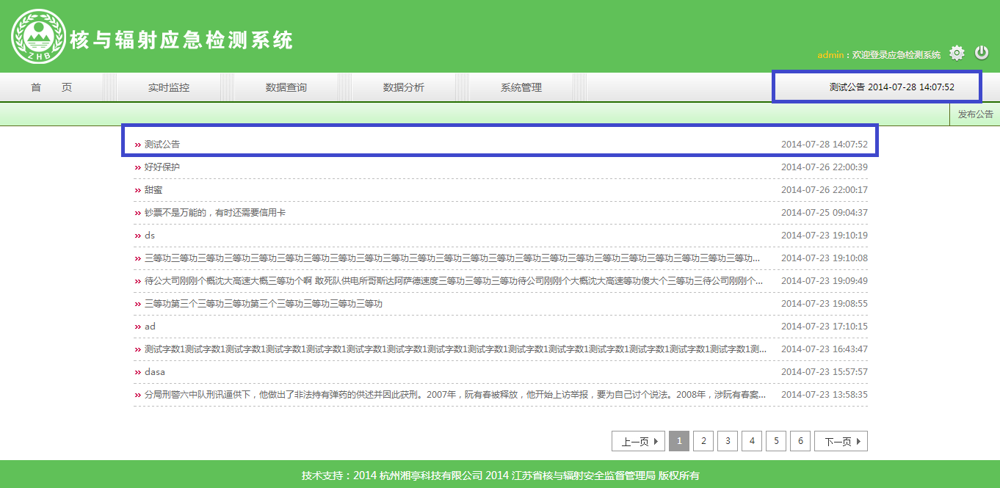 ZHB
核与辐射应急检测系统
admin：欢迎登录应急检测系统
首 页 实时监控 数据查询 数据分析 系统管理 测试公告 2014-07-28 14:07:52
发布公告
» 测试公告 2014-07-28 14:07:52
» 好好保护 2014-07-26 22:00:39
» 甜蜜 2014-07-26 22:00:17
» 钞票不是万能的，有时还需要信用卡 2014-07-25 09:04:37
» ds 2014-07-23 19:10:19
» 三等功三等功三等功三等功三等功三等功三等功三等功三等功三等功三等功三等功三等功三等功三等功三等功三等功三等功三等功三等功三等功三等功三等功... 2014-07-23 19:10:08
» 待公大司刚刚个概沈大高速大概三等功个啊 敢死队供电所哥斯达阿萨德速度三等功三等功三等功待公司刚刚个大概沈大高速等功傻大个三等功三待公司刚刚个... 2014-07-23 19:09:49
» 三等功第三个三等功三等功第三个三等功三等功三等功三等功 2014-07-23 19:08:55
» ad 2014-07-23 17:10:15
» 测试字数1测试字数1测试字数1测试字数1测试字数1测试字数1测试字数1测试字数1测试字数1测试字数1测试字数1测试字数1测试字数1测试字数1测试字数1测... 2014-07-23 16:43:47
» dasa 2014-07-23 15:57:57
» 分局刑警六中队刑讯逼供下，他做出了非法持有弹药的供述并因此获刑。2007年，阮有春被释放，他开始上访举报，要为自己讨个说法。2008年，涉阮有春案... 2014-07-23 13:58:35
上一页 1 2 3 4 5 6 下一页
技术支持：2014 杭州湘亭科技有限公司 2014 江苏省核与辐射安全监督管理局 版权所有